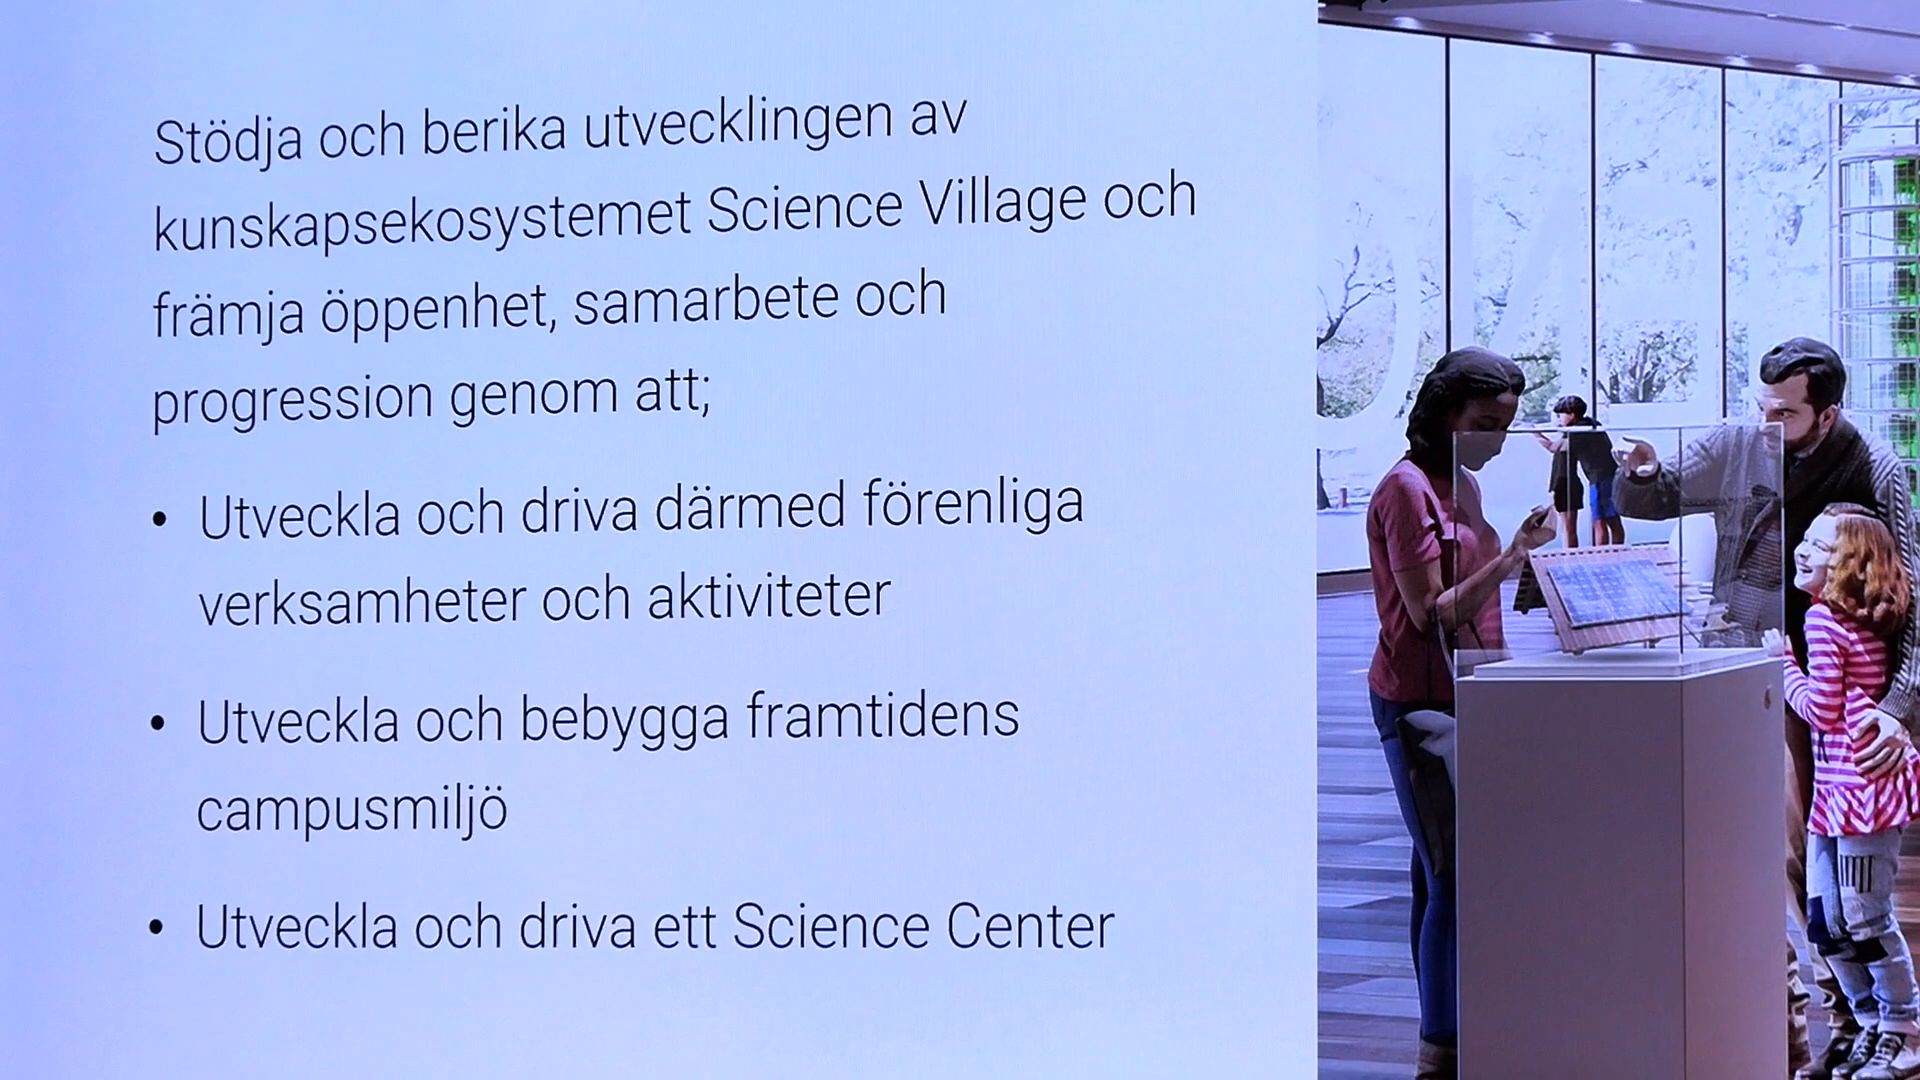 Stödja och berika utvecklingen av
kunskapsekosystemet Science Village och
främja öppenhet, samarbete och
progression genom att;
• Utveckla och driva därmed förenliga
verksamheter och aktiviteter
• Utveckla och bebygga framtidens
campusmiljö
• Utveckla och driva ett Science Center